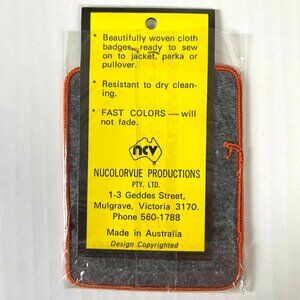 • Beautifully woven cloth
badges, ready to sew
on to jacket, parka or
pullover.
• Resistant to dry clean-
ing.
• FAST COLORS — will
not fade.
ncv
NUCOLORVUE PRODUCTIONS
PTY. LTD.
1-3 Geddes Street,
Mulgrave, Victoria 3170.
Phone 560-1788
Made in Australia
Design Copyrighted